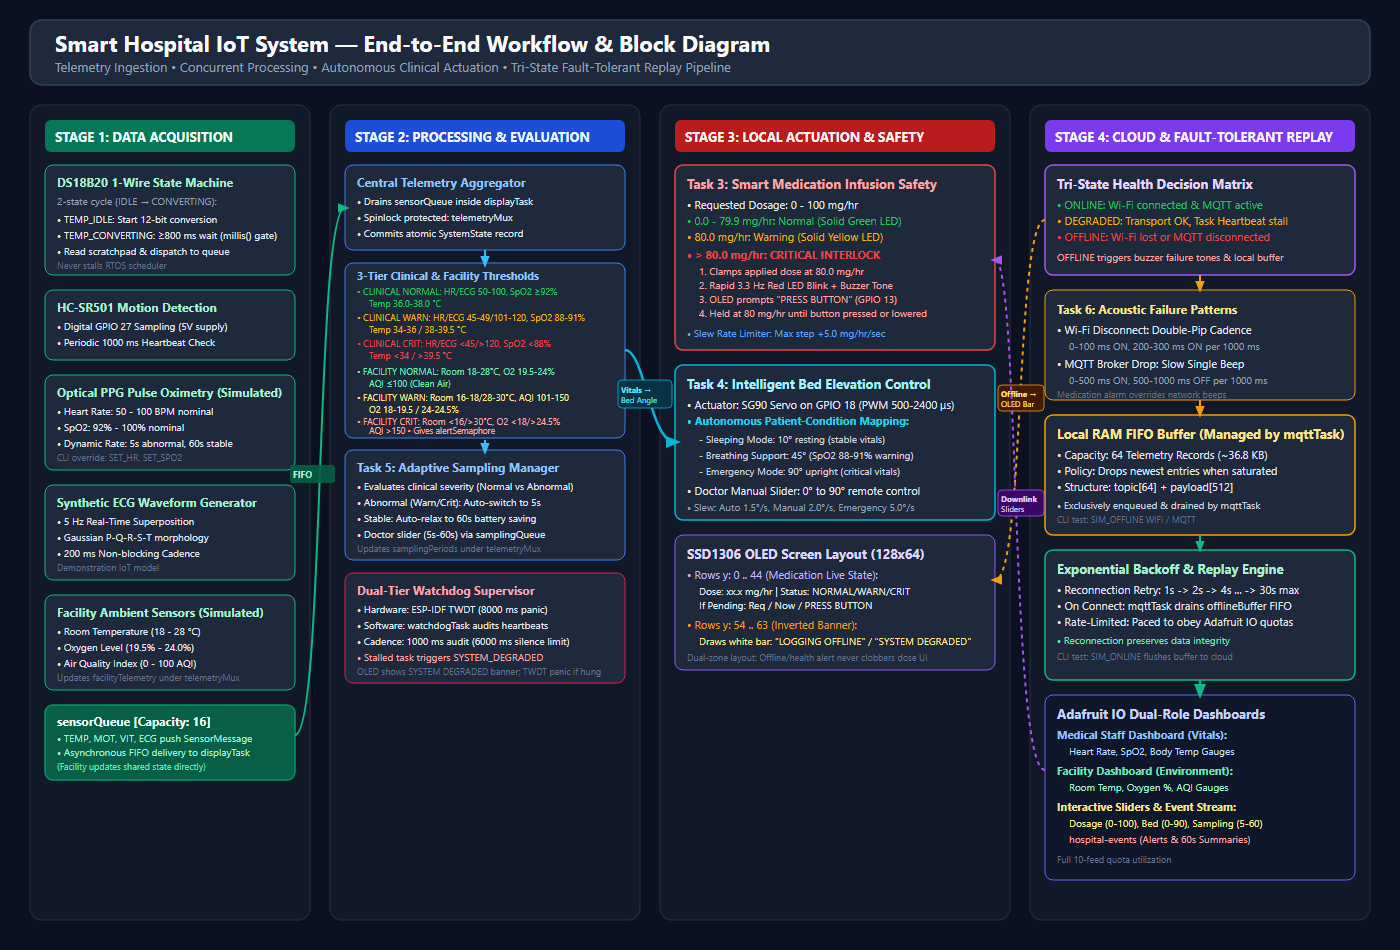 Smart Hospital IoT System — End-to-End Workflow & Block Diagram
Telemetry Ingestion • Concurrent Processing • Autonomous Clinical Actuation • Tri-State Fault-Tolerant Replay Pipeline
STAGE 1: DATA ACQUISITION
DS18B20 1-Wire State Machine
2-state cycle (IDLE → CONVERTING):
• TEMP_IDLE: Start 12-bit conversion
• TEMP_CONVERTING: ≥800 ms wait (millis() gate)
• Read scratchpad & dispatch to queue
Never stalls RTOS scheduler
HC-SR501 Motion Detection
• Digital GPIO 27 Sampling (5V supply)
• Periodic 1000 ms Heartbeat Check
Optical PPG Pulse Oximetry (Simulated)
• Heart Rate: 50 - 100 BPM nominal
• SpO2: 92% - 100% nominal
• Dynamic Rate: 5s abnormal, 60s stable
CLI override: SET_HR, SET_SPO2
FIFO
Synthetic ECG Waveform Generator
• 5 Hz Real-Time Superposition
• Gaussian P-Q-R-S-T morphology
• 200 ms Non-blocking Cadence
Demonstration IoT model
Facility Ambient Sensors (Simulated)
• Room Temperature (18 - 28 °C)
• Oxygen Level (19.5% - 24.0%)
• Air Quality Index (0 - 100 AQI)
Updates facilityTelemetry under telemetryMux
sensorQueue [Capacity: 16]
• TEMP, MOT, VIT, ECG push SensorMessage
• Asynchronous FIFO delivery to displayTask
(Facility updates shared state directly)
STAGE 2: PROCESSING & EVALUATION
Central Telemetry Aggregator
• Drains sensorQueue inside displayTask
• Spinlock protected: telemetryMux
• Commits atomic SystemState record
3-Tier Clinical & Facility Thresholds
• CLINICAL NORMAL: HR/ECG 50-100, SpO2 ≥92%
Temp 36.0-38.0 °C
• CLINICAL WARN: HR/ECG 45-49/101-120, SpO2 88-91%
Temp 34-36 / 38-39.5 °C
• CLINICAL CRIT: HR/ECG <45/>120, SpO2 <88%
Temp <34 / >39.5 °C
• FACILITY NORMAL: Room 18-28°C, O2 19.5-24%
AQI ≤100 (Clean Air)
• FACILITY WARN: Room 16-18/28-30°C, AQI 101-150
O2 18-19.5 / 24-24.5%
• FACILITY CRIT: Room <16/>30°C, O2 <18/>24.5%
AQI >150 • Gives alertSemaphore
Vitals →
Bed Angle
Task 5: Adaptive Sampling Manager
• Evaluates clinical severity (Normal vs Abnormal)
• Abnormal (Warn/Crit): Auto-switch to 5s
• Stable: Auto-relax to 60s battery saving
• Doctor slider (5s-60s) via samplingQueue
Updates samplingPeriods under telemetryMux
Dual-Tier Watchdog Supervisor
• Hardware: ESP-IDF TWDT (8000 ms panic)
• Software: watchdogTask audits heartbeats
• Cadence: 1000 ms audit (6000 ms silence limit)
• Stalled task triggers SYSTEM_DEGRADED
OLED shows SYSTEM DEGRADED banner; TWDT panic if hung
STAGE 3: LOCAL ACTUATION & SAFETY
Task 3: Smart Medication Infusion Safety
• Requested Dosage: 0 - 100 mg/hr
• 0.0 - 79.9 mg/hr: Normal (Solid Green LED)
• 80.0 mg/hr: Warning (Solid Yellow LED)
• > 80.0 mg/hr: CRITICAL INTERLOCK
1. Clamps applied dose at 80.0 mg/hr
2. Rapid 3.3 Hz Red LED Blink + Buzzer Tone
3. OLED prompts "PRESS BUTTON" (GPIO 13)
4. Held at 80 mg/hr until button pressed or lowered
• Slew Rate Limiter: Max step +5.0 mg/hr/sec
Task 4: Intelligent Bed Elevation Control
• Actuator: SG90 Servo on GPIO 18 (PWM 500-2400 μs)
• Autonomous Patient-Condition Mapping:
- Sleeping Mode: 10° resting (stable vitals)
- Breathing Support: 45° (SpO2 88-91% warning)
- Emergency Mode: 90° upright (critical vitals)
• Doctor Manual Slider: 0° to 90° remote control
• Slew: Auto 1.5°/s, Manual 2.0°/s, Emergency 5.0°/s
SSD1306 OLED Screen Layout (128x64)
• Rows y: 0 .. 44 (Medication Live State):
Dose: xx.x mg/hr | Status: NORMAL/WARN/CRIT
If Pending: Req / Now / PRESS BUTTON
• Rows y: 54 .. 63 (Inverted Banner):
Draws white bar: "LOGGING OFFLINE" / "SYSTEM DEGRADED"
Dual-zone layout: Offline/health alert never clobbers dose UI
Offline →
OLED Bar
Downlink
Sliders
STAGE 4: CLOUD & FAULT-TOLERANT REPLAY
Tri-State Health Decision Matrix
• ONLINE: Wi-Fi connected & MQTT active
• DEGRADED: Transport OK, Task Heartbeat stall
• OFFLINE: Wi-Fi lost or MQTT disconnected
OFFLINE triggers buzzer failure tones & local buffer
Task 6: Acoustic Failure Patterns
• Wi-Fi Disconnect: Double-Pip Cadence
0-100 ms ON, 200-300 ms ON per 1000 ms
• MQTT Broker Drop: Slow Single Beep
0-500 ms ON, 500-1000 ms OFF per 1000 ms
Medication alarm overrides network beeps
Local RAM FIFO Buffer (Managed by mqttTask)
• Capacity: 64 Telemetry Records (~36.8 KB)
• Policy: Drops newest entries when saturated
• Structure: topic[64] + payload[512]
• Exclusively enqueued & drained by mqttTask
CLI test: SIM_OFFLINE WIFI / MQTT
Exponential Backoff & Replay Engine
• Reconnection Retry: 1s -> 2s -> 4s ... -> 30s max
• On Connect: mqttTask drains offlineBuffer FIFO
• Rate-Limited: Paced to obey Adafruit IO quotas
• Reconnection preserves data integrity
CLI test: SIM_ONLINE flushes buffer to cloud
Adafruit IO Dual-Role Dashboards
Medical Staff Dashboard (Vitals):
Heart Rate, SpO2, Body Temp Gauges
Facility Dashboard (Environment):
Room Temp, Oxygen %, AQI Gauges
Interactive Sliders & Event Stream:
Dosage (0-100), Bed (0-90), Sampling (5-60)
hospital-events (Alerts & 60s Summaries)
Full 10-feed quota utilization